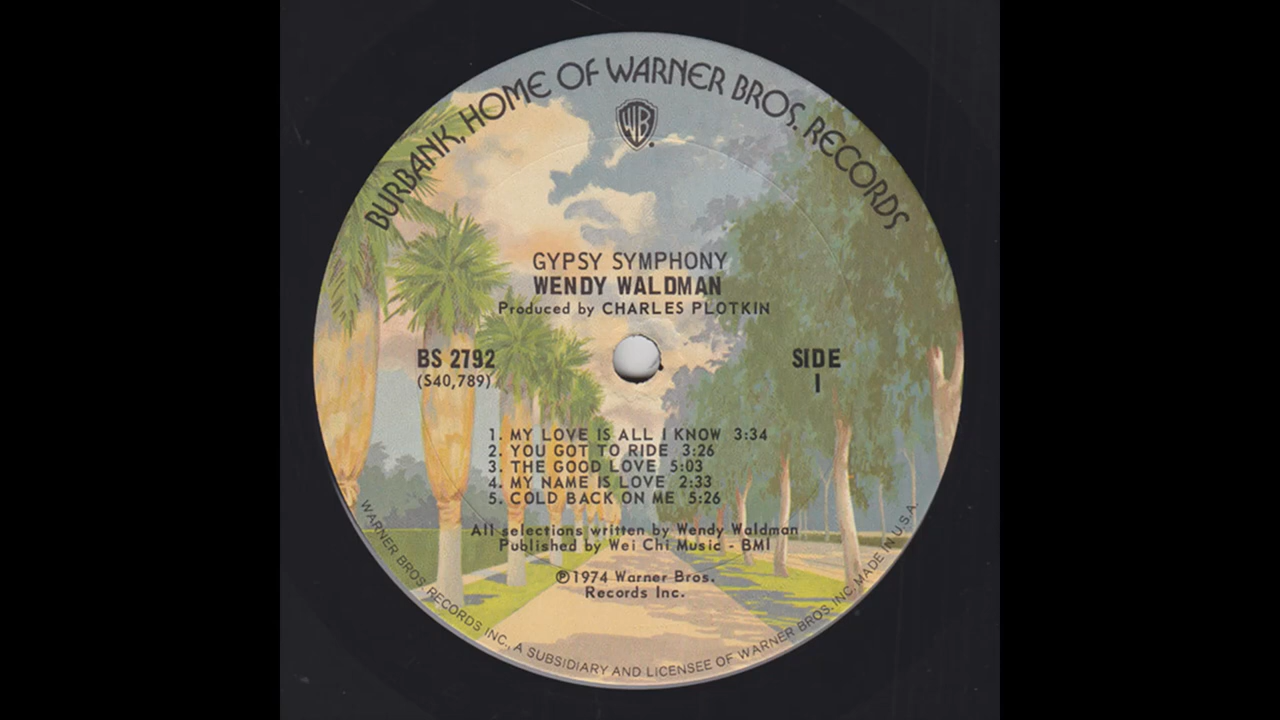 BURBANK, HOME OF WARNER BROS. RECORDS
WB
GYPSY SYMPHONY
WENDY WALDMAN
Produced by CHARLES PLOTKIN
BS 2792
(S40,789)
SIDE
1
1. MY LOVE IS ALL I KNOW 3:34
2. YOU GOT TO RIDE 3:26
3. THE GOOD LOVE 5:03
4. MY NAME IS LOVE 2:33
5. COLD BACK ON ME 5:26
All selections written by Wendy Waldman
Published by Wei Chi Music - BMI
℗1974 Warner Bros.
Records Inc.
WARNER BROS. RECORDS INC., A SUBSIDIARY AND LICENSEE OF WARNER BROS. INC. MADE IN U.S.A.